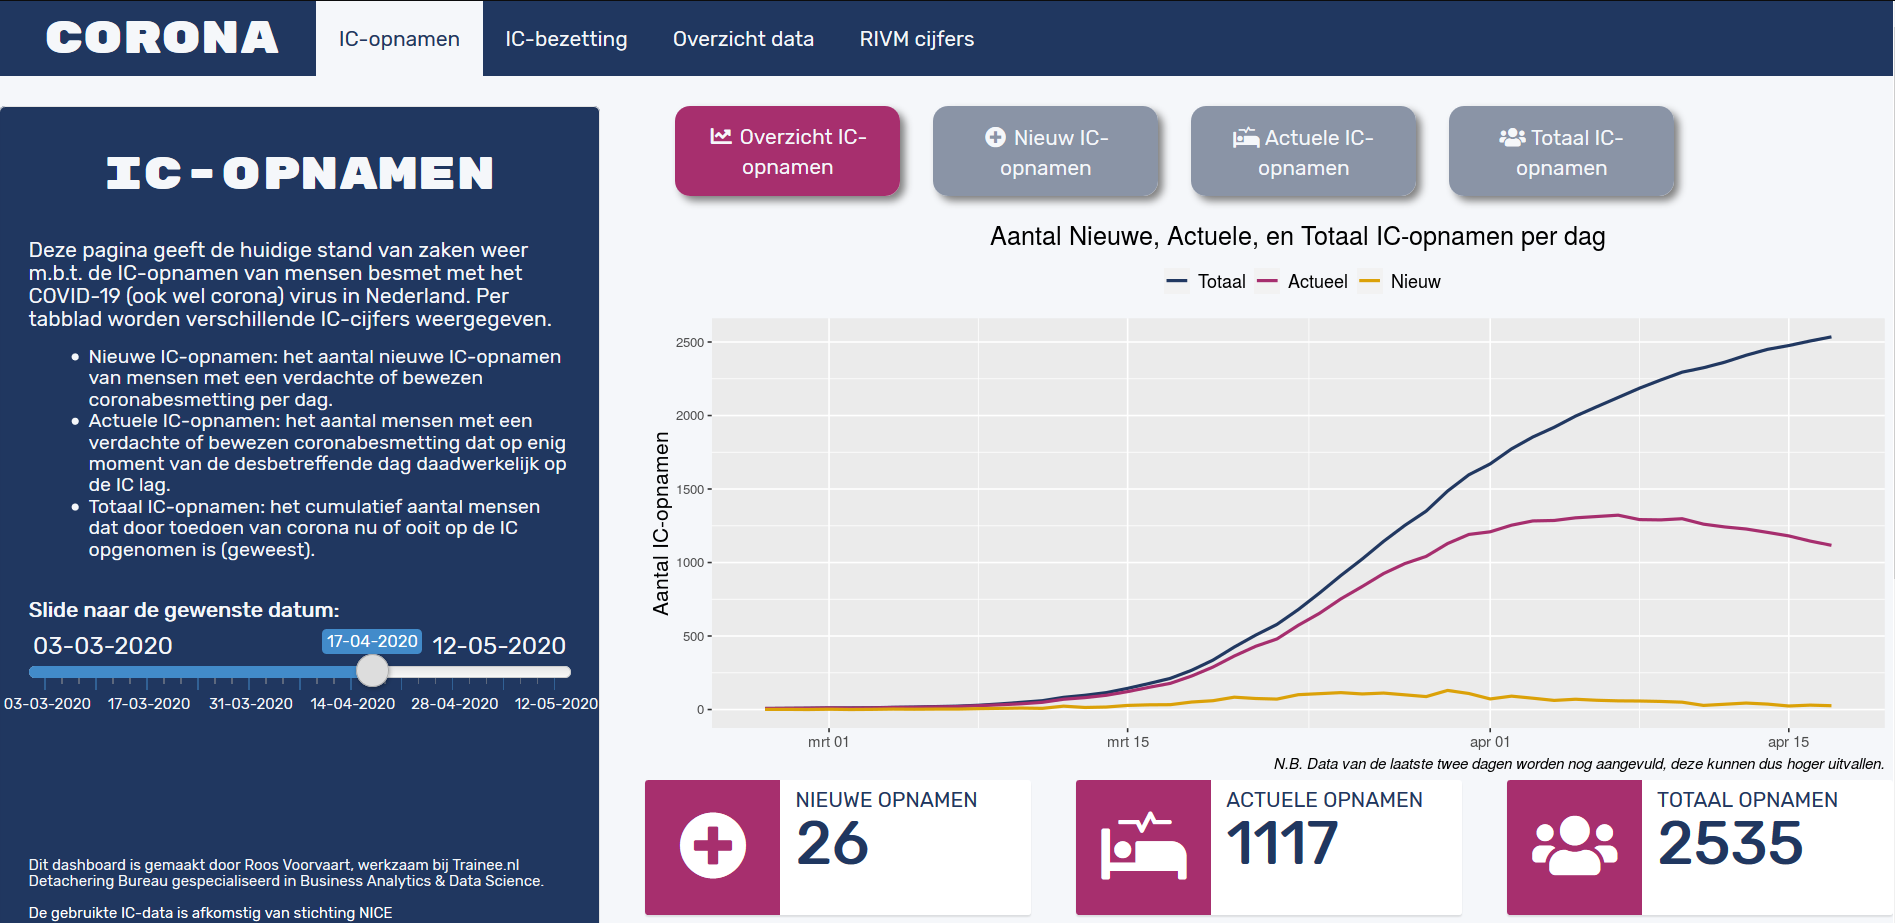 CORONA
IC-opnamen
IC-bezetting
Overzicht data
RIVM cijfers
IC-OPNAMEN
Deze pagina geeft de huidige stand van zaken weer
m.b.t. de IC-opnamen van mensen besmet met het
COVID-19 (ook wel corona) virus in Nederland. Per
tabblad worden verschillende IC-cijfers weergegeven.
Nieuwe IC-opnamen: het aantal nieuwe IC-opnamen
van mensen met een verdachte of bewezen
coronabesmetting per dag.
Actuele IC-opnamen: het aantal mensen met een
verdachte of bewezen coronabesmetting dat op enig
moment van de desbetreffende dag daadwerkelijk op
de IC lag.
Totaal IC-opnamen: het cumulatief aantal mensen
dat door toedoen van corona nu of ooit op de IC
opgenomen is (geweest).
Slide naar de gewenste datum:
03-03-2020
17-04-2020
12-05-2020
03-03-2020
17-03-2020
31-03-2020
14-04-2020
28-04-2020
12-05-2020
Dit dashboard is gemaakt door Roos Voorvaart, werkzaam bij Trainee.nl
Detachering Bureau gespecialiseerd in Business Analytics & Data Science.
De gebruikte IC-data is afkomstig van stichting NICE
Overzicht IC-
opnamen
Nieuw IC-
opnamen
Actuele IC-
opnamen
Totaal IC-
opnamen
Aantal Nieuwe, Actuele, en Totaal IC-opnamen per dag
Totaal
Actueel
Nieuw
Aantal IC-opnamen
2500
2000
1500
1000
500
0
mrt 01
mrt 15
apr 01
apr 15
N.B. Data van de laatste twee dagen worden nog aangevuld, deze kunnen dus hoger uitvallen.
NIEUWE OPNAMEN
26
ACTUELE OPNAMEN
1117
TOTAAL OPNAMEN
2535